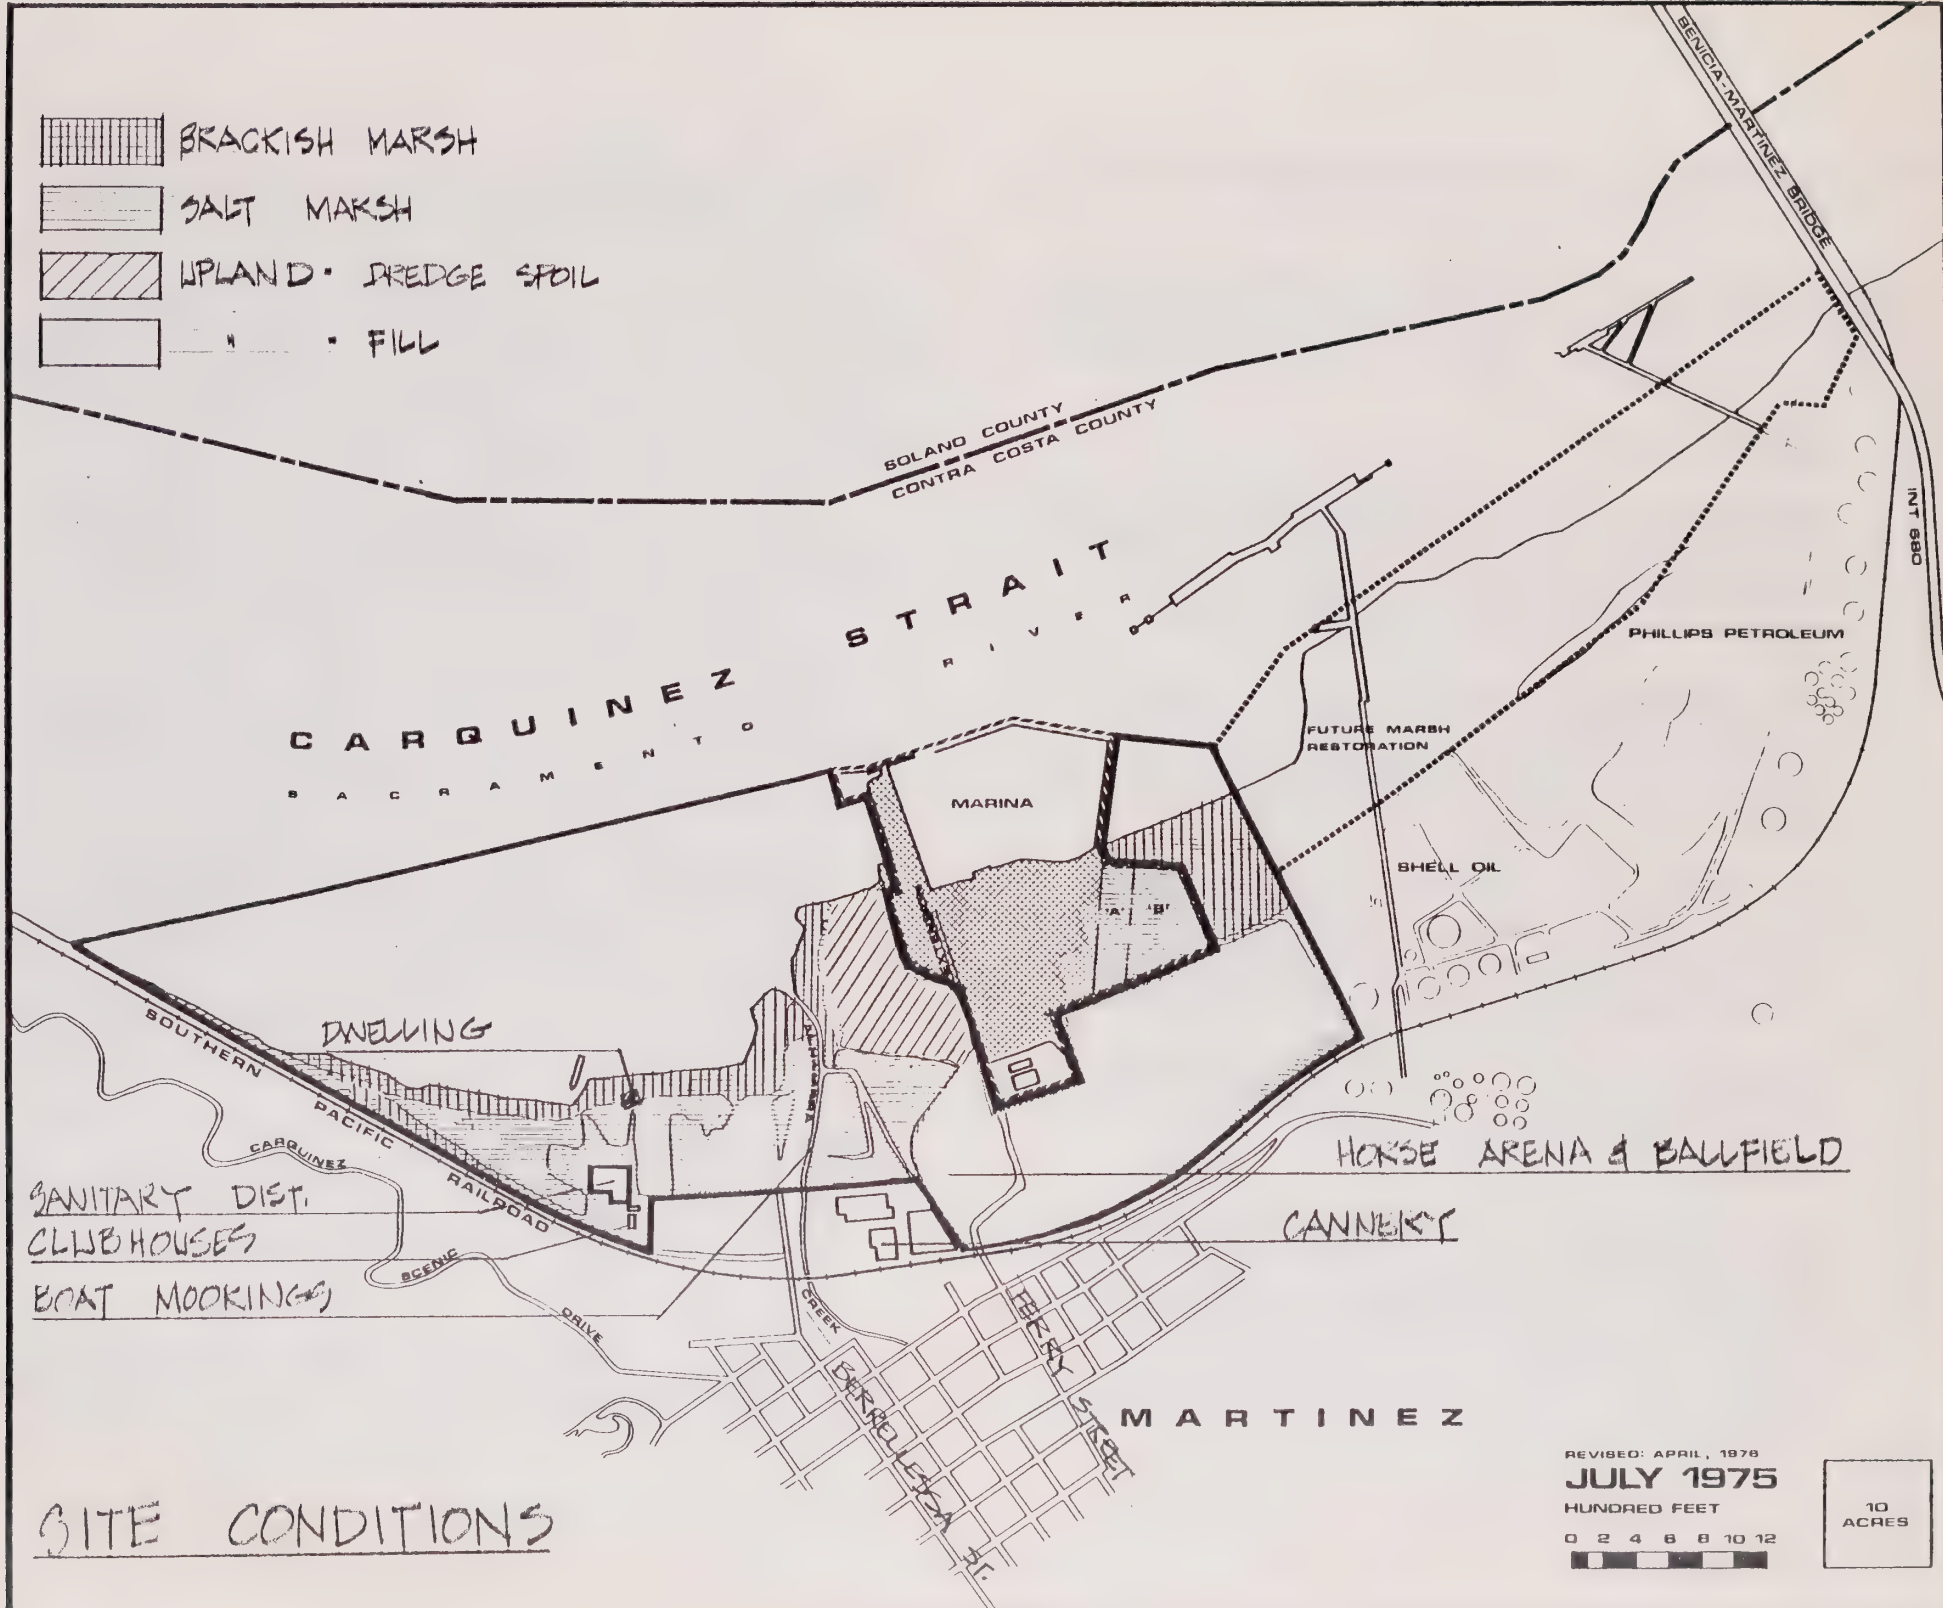 BRACKISH MARSH
SALT MARSH
UPLAND · DREDGE SPOIL
" · FILL
BENICIA-MARTINEZ BRIDGE
SOLANO COUNTY
CONTRA COSTA COUNTY
INT 680
CARQUINEZ STRAIT
SACRAMENTO RIVER
PHILLIPS PETROLEUM
FUTURE MARSH
RESTORATION
MARINA
SHELL OIL
'A' 'B'
DWELLING
SOUTHERN PACIFIC RAILROAD
ALHAMBRA CREEK
CARQUINEZ SCENIC DRIVE
HORSE ARENA & BALLFIELD
SANITARY DIST.
CLUBHOUSES
BOAT MOORINGS
CANNERY
FERRY STREET
BERRELLESSA ST.
MARTINEZ
REVISED: APRIL, 1976
JULY 1975
HUNDRED FEET
0 2 4 6 8 10 12
10
ACRES
SITE CONDITIONS